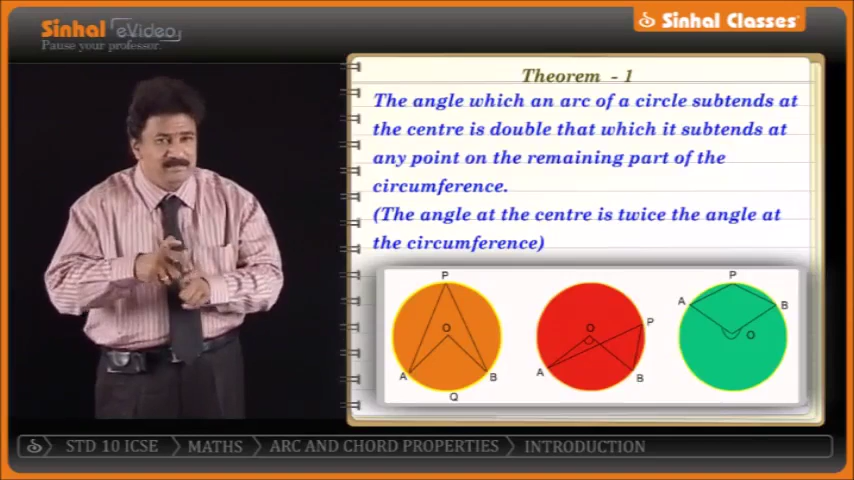 Sinhal eVideo
Pause your professor.
Sinhal Classes
Theorem - 1
The angle which an arc of a circle subtends at
the centre is double that which it subtends at
any point on the remaining part of the
circumference.
(The angle at the centre is twice the angle at
the circumference)
P
O
A
B
Q
O
P
A
B
P
A
B
O
STD 10 ICSE
MATHS
ARC AND CHORD PROPERTIES
INTRODUCTION